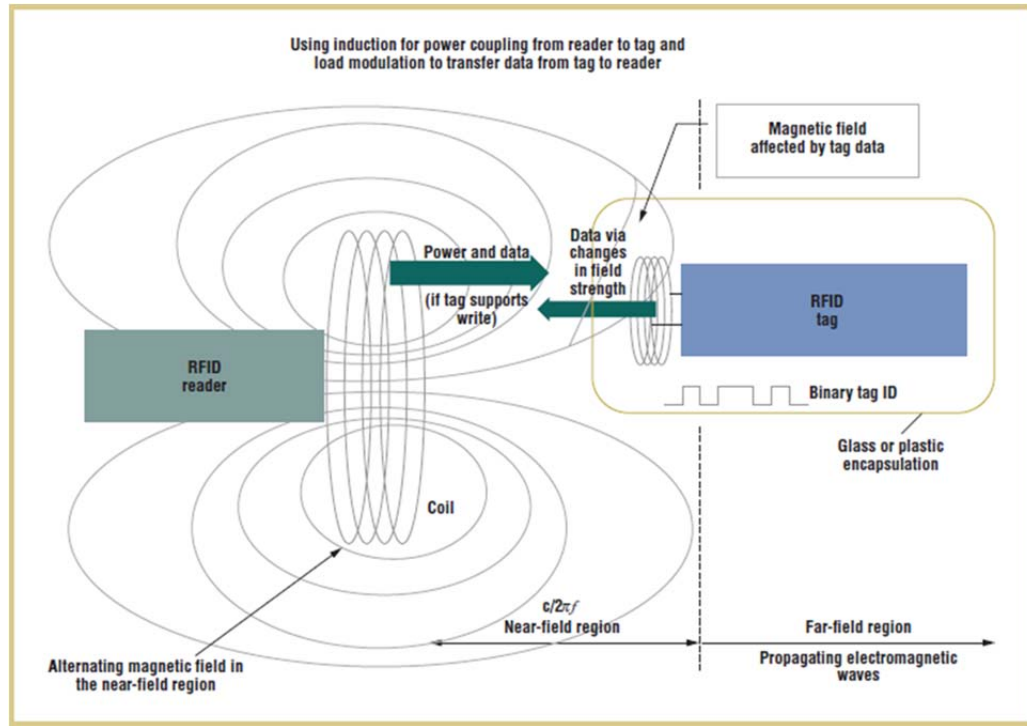 Using induction for power coupling from reader to tag and
load modulation to transfer data from tag to reader
Magnetic field
affected by tag data
Power and data
(if tag supports
write)
Data via
changes
in field
strength
RFID
tag
RFID
reader
Binary tag ID
Glass or plastic
encapsulation
Coil
c/2πf
Near-field region
Far-field region
Propagating electromagnetic
waves
Alternating magnetic field in
the near-field region